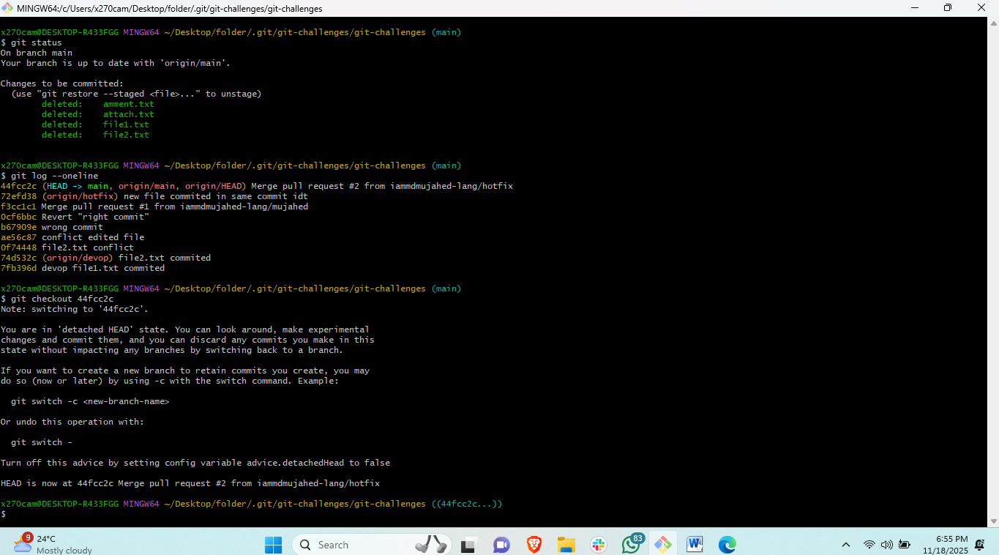 MINGW64:/c/Users/x270cam/Desktop/folder/.git/git-challenges/git-challenges
x270cam@DESKTOP-R433FGG MINGW64 ~/Desktop/folder/.git/git-challenges/git-challenges (main)
$ git status
On branch main
Your branch is up to date with 'origin/main'.
Changes to be committed:
  (use "git restore --staged <file>..." to unstage)
        deleted:    amment.txt
        deleted:    attach.txt
        deleted:    file1.txt
        deleted:    file2.txt
x270cam@DESKTOP-R433FGG MINGW64 ~/Desktop/folder/.git/git-challenges/git-challenges (main)
$ git log --oneline
44fcc2c (HEAD -> main, origin/main, origin/HEAD) Merge pull request #2 from iammdmujahed-lang/hotfix
72efd38 (origin/hotfix) new file commited in same commit idt
f3cc1c1 Merge pull request #1 from iammdmujahed-lang/mujahed
0cf6bbc Revert "right commit"
b67909e wrong commit
ae56c87 conflict edited file
0f74448 file2.txt conflict
74d532c (origin/devop) file2.txt commited
7fb396d devop file1.txt commited
x270cam@DESKTOP-R433FGG MINGW64 ~/Desktop/folder/.git/git-challenges/git-challenges (main)
$ git checkout 44fcc2c
Note: switching to '44fcc2c'.
You are in 'detached HEAD' state. You can look around, make experimental
changes and commit them, and you can discard any commits you make in this
state without impacting any branches by switching back to a branch.
If you want to create a new branch to retain commits you create, you may
do so (now or later) by using -c with the switch command. Example:
  git switch -c <new-branch-name>
Or undo this operation with:
  git switch -
Turn off this advice by setting config variable advice.detachedHead to false
HEAD is now at 44fcc2c Merge pull request #2 from iammdmujahed-lang/hotfix
x270cam@DESKTOP-R433FGG MINGW64 ~/Desktop/folder/.git/git-challenges/git-challenges ((44fcc2c...))
$
9
24°C
Mostly cloudy
Search
83
6:55 PM
11/18/2025